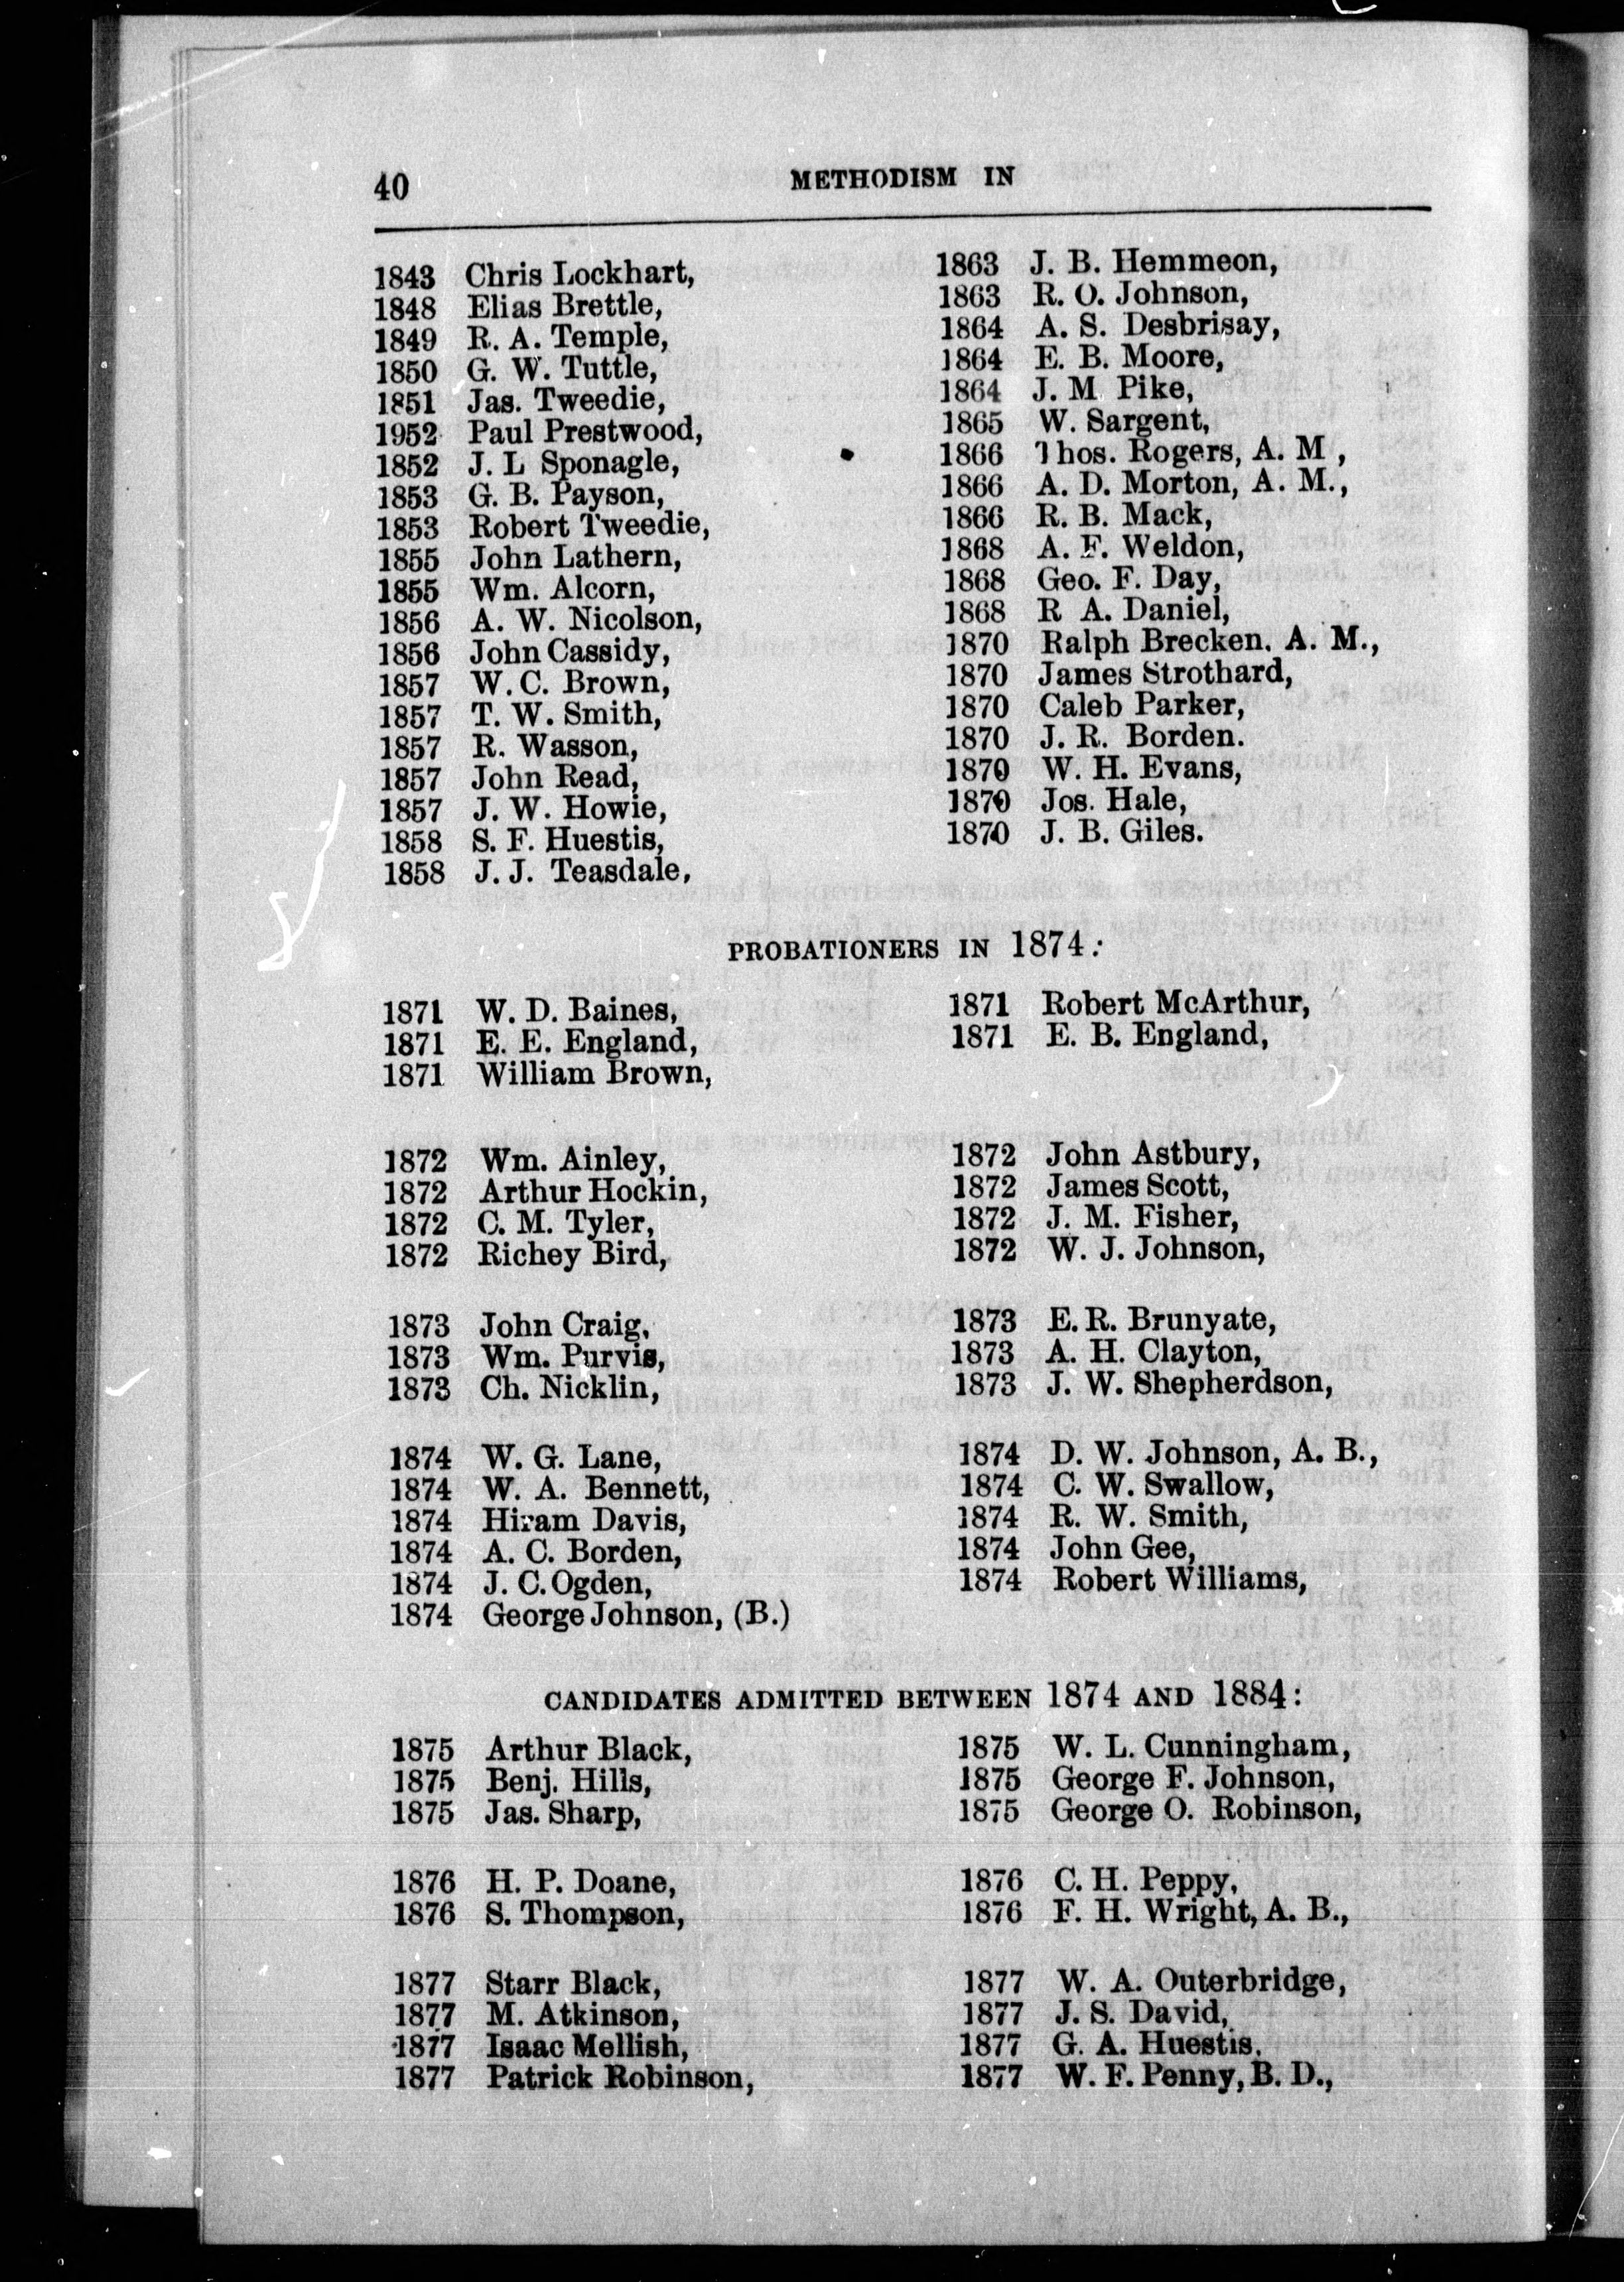 40
METHODISM IN
1843 Chris Lockhart,
1848 Elias Brettle,
1849 R. A. Temple,
1850 G. W. Tuttle,
1851 Jas. Tweedie,
1952 Paul Prestwood,
1852 J. L Sponagle,
1853 G. B. Payson,
1853 Robert Tweedie,
1855 John Lathern,
1855 Wm. Alcorn,
1856 A. W. Nicolson,
1856 John Cassidy,
1857 W. C. Brown,
1857 T. W. Smith,
1857 R. Wasson,
1857 John Read,
1857 J. W. Howie,
1858 S. F. Huestis,
1858 J. J. Teasdale,
1863 J. B. Hemmeon,
1863 R. O. Johnson,
1864 A. S. Desbrisay,
1864 E. B. Moore,
1864 J. M. Pike,
1865 W. Sargent,
1866 Thos. Rogers, A. M ,
1866 A. D. Morton, A. M.,
1866 R. B. Mack,
1868 A. F. Weldon,
1868 Geo. F. Day,
1868 R A. Daniel,
1870 Ralph Brecken. A. M.,
1870 James Strothard,
1870 Caleb Parker,
1870 J. R. Borden.
1870 W. H. Evans,
1870 Jos. Hale,
1870 J. B. Giles.
PROBATIONERS IN 1874:
1871 W. D. Baines,
1871 E. E. England,
1871 William Brown,
1871 Robert McArthur,
1871 E. B. England,
1872 Wm. Ainley,
1872 Arthur Hockin,
1872 C. M. Tyler,
1872 Richey Bird,
1872 John Astbury,
1872 James Scott,
1872 J. M. Fisher,
1872 W. J. Johnson,
1873 John Craig,
1873 Wm. Purvis,
1873 Ch. Nicklin,
1873 E. R. Brunyate,
1873 A. H. Clayton,
1873 J. W. Shepherdson,
1874 W. G. Lane,
1874 W. A. Bennett,
1874 Hiram Davis,
1874 A. C. Borden,
1874 J. C. Ogden,
1874 George Johnson, (B.)
1874 D. W. Johnson, A. B.,
1874 C. W. Swallow,
1874 R. W. Smith,
1874 John Gee,
1874 Robert Williams,
CANDIDATES ADMITTED BETWEEN 1874 AND 1884:
1875 Arthur Black,
1875 Benj. Hills,
1875 Jas. Sharp,
1875 W. L. Cunningham,
1875 George F. Johnson,
1875 George O. Robinson,
1876 H. P. Doane,
1876 S. Thompson,
1876 C. H. Peppy,
1876 F. H. Wright, A. B.,
1877 Starr Black,
1877 M. Atkinson,
1877 Isaac Mellish,
1877 Patrick Robinson,
1877 W. A. Outerbridge,
1877 J. S. David,
1877 G. A. Huestis,
1877 W. F. Penny, B. D.,